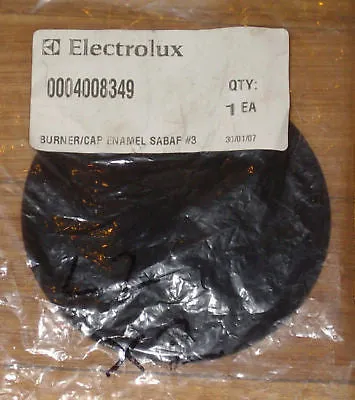 Electrolux
0004008349
QTY:
1 EA
BURNER/CAP ENAMEL SABAF #3
30/01/07